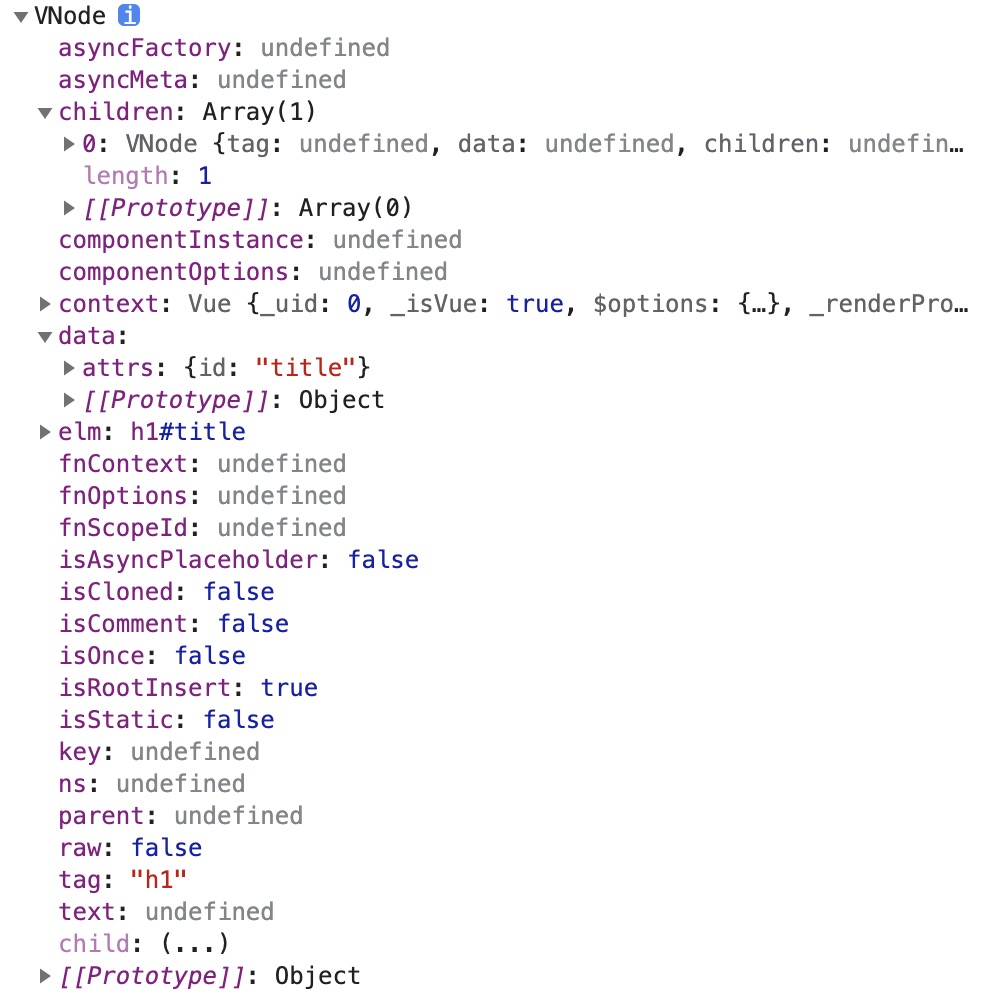 VNode i
asyncFactory: undefined
asyncMeta: undefined
children: Array(1)
0: VNode {tag: undefined, data: undefined, children: undefin…
length: 1
[[Prototype]]: Array(0)
componentInstance: undefined
componentOptions: undefined
context: Vue {_uid: 0, _isVue: true, $options: {…}, _renderPro…
data:
attrs: {id: "title"}
[[Prototype]]: Object
elm: h1#title
fnContext: undefined
fnOptions: undefined
fnScopeId: undefined
isAsyncPlaceholder: false
isCloned: false
isComment: false
isOnce: false
isRootInsert: true
isStatic: false
key: undefined
ns: undefined
parent: undefined
raw: false
tag: "h1"
text: undefined
child: (...)
[[Prototype]]: Object